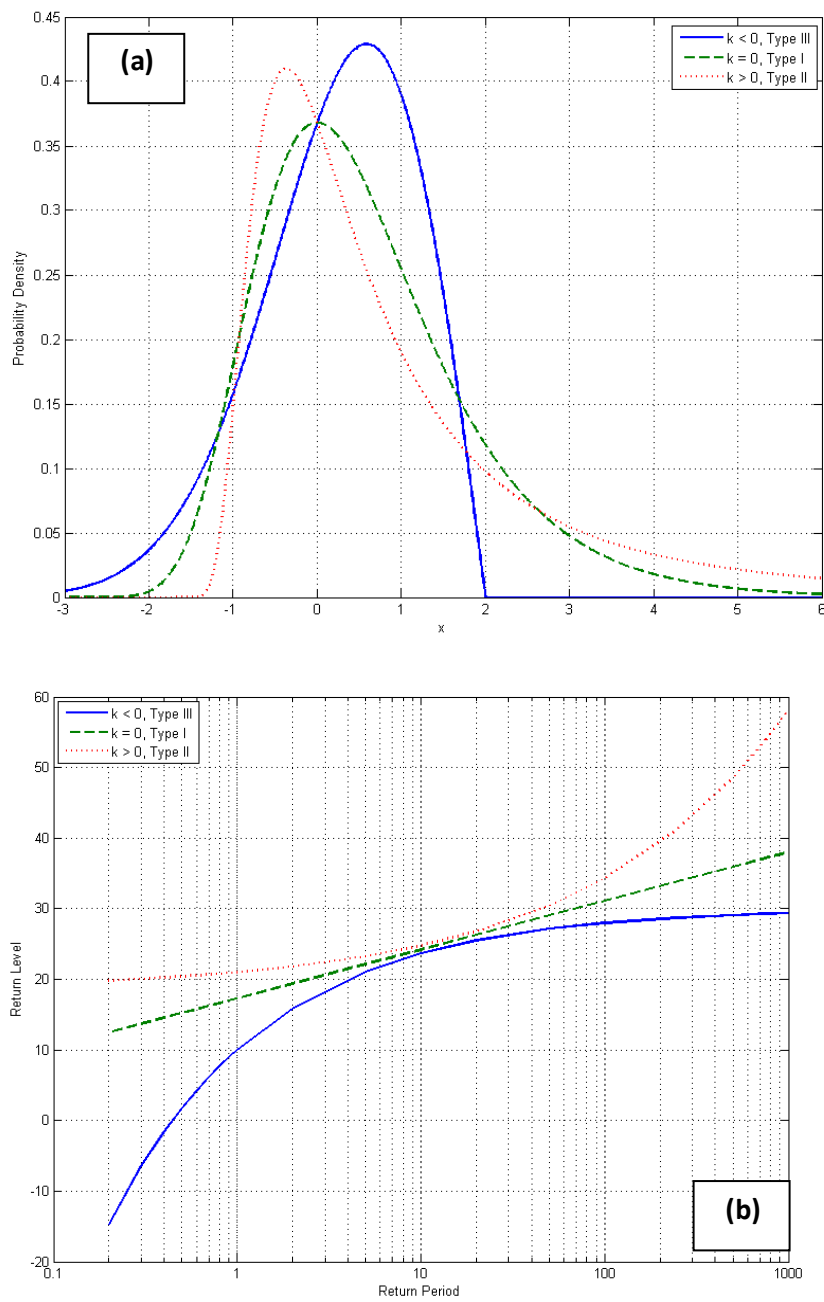 0.45
(a)
k < 0, Type III
k = 0, Type I
k > 0, Type II
0.4
0.35
0.3
0.25
0.2
0.15
0.1
0.05
0
Probability Density
-3 -2 -1 0 1 2 3 4 5 6
x
60
k < 0, Type III
k = 0, Type I
k > 0, Type II
50
40
30
20
10
0
-10
-20
Return Level
(b)
0.1 1 10 100 1000
Return Period